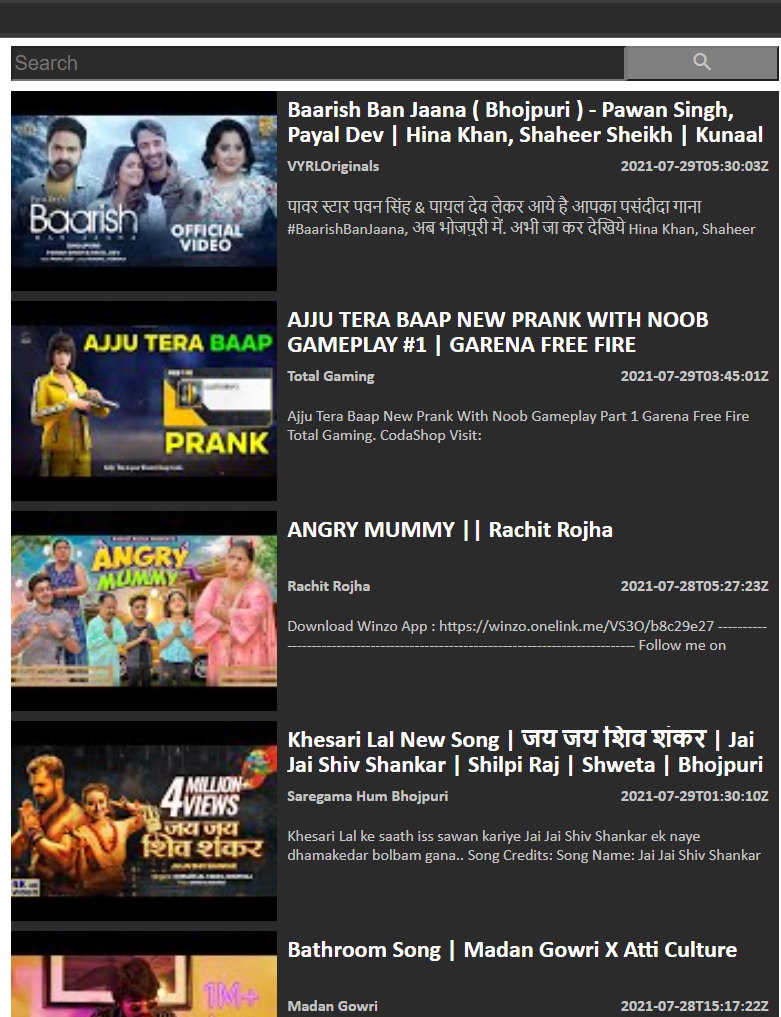 Search
Baarish Ban Jaana ( Bhojpuri ) - Pawan Singh,
Payal Dev | Hina Khan, Shaheer Sheikh | Kunaal
VYRLOriginals 2021-07-29T05:30:03Z
पावर स्टार पवन सिंह & पायल देव लेकर आये है आपका पसंदीदा गाना
#BaarishBanJaana, अब भोजपुरी में. अभी जा कर देखिये Hina Khan, Shaheer
Baarish
OFFICIAL
VIDEO
AJJU TERA BAAP NEW PRANK WITH NOOB
GAMEPLAY #1 | GARENA FREE FIRE
Total Gaming 2021-07-29T03:45:01Z
Ajju Tera Baap New Prank With Noob Gameplay Part 1 Garena Free Fire
Total Gaming. CodaShop Visit:
AJJU TERA BAAP
PRANK
ANGRY MUMMY || Rachit Rojha
Rachit Rojha 2021-07-28T05:27:23Z
Download Winzo App : https://winzo.onelink.me/VS3O/b8c29e27 -----------
------------------------------------------------------------------------ Follow me on
ANGRY
MUMMY
Khesari Lal New Song | जय जय शिव शंकर | Jai
Jai Shiv Shankar | Shilpi Raj | Shweta | Bhojpuri
Saregama Hum Bhojpuri 2021-07-29T01:30:10Z
Khesari Lal ke saath iss sawan kariye Jai Jai Shiv Shankar ek naye
dhamakedar bolbam gana.. Song Credits: Song Name: Jai Jai Shiv Shankar
4 MILLION+
VIEWS
जय जय
शिव शंकर
Bathroom Song | Madan Gowri X Atti Culture
Madan Gowri 2021-07-28T15:17:22Z
1M+